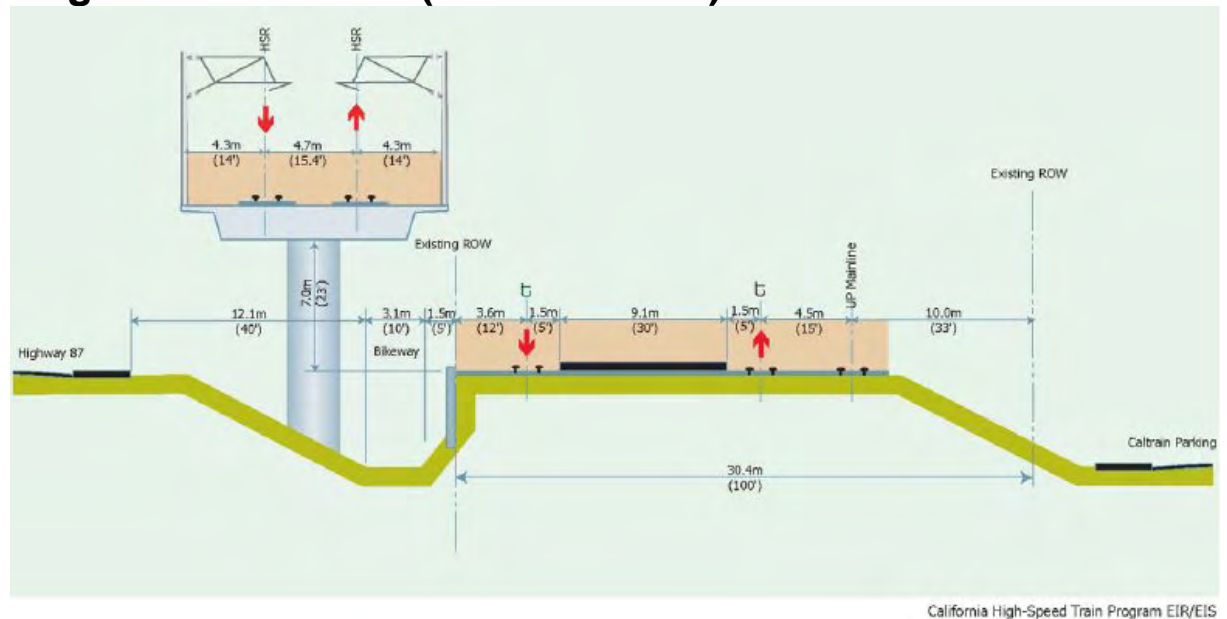 HSR
HSR
4.3m
(14')
4.7m
(15.4')
4.3m
(14')
Existing ROW
Existing ROW
7.0m
(23')
UP Mainline
12.1m
(40')
3.1m
(10')
1.5m
(5')
3.6m
(12')
1.5m
(5')
9.1m
(30')
1.5m
(5')
4.5m
(15')
10.0m
(33')
Highway 87
Bikeway
Caltrain Parking
30.4m
(100')
California High-Speed Train Program EIR/EIS